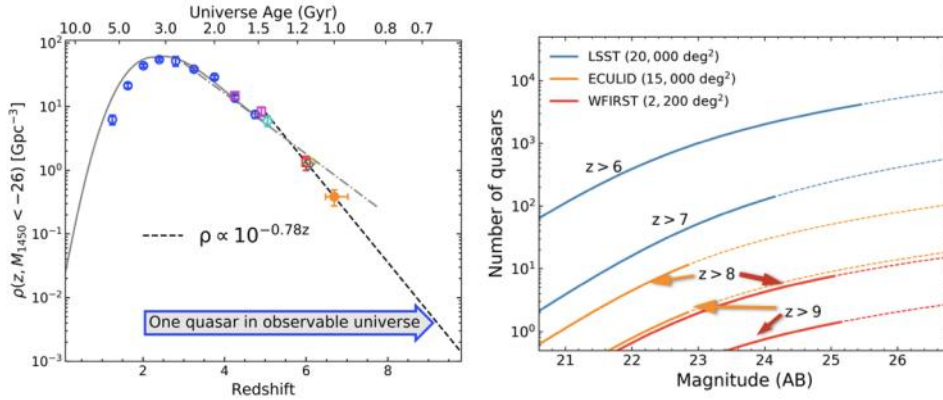 Universe Age (Gyr)
10.0 5.0 3.0 2.0 1.5 1.2 1.0 0.8 0.7
10²
10¹
10⁰
10⁻¹
10⁻²
10⁻³
ρ(z, M₁₄₅₀ < −26) [Gpc⁻³]
ρ ∝ 10⁻⁰·⁷⁸ᶻ
One quasar in observable universe
0 2 4 6 8
Redshift
Number of quasars
10⁴
10³
10²
10¹
10⁰
LSST (20, 000 deg²)
ECULID (15, 000 deg²)
WFIRST (2, 200 deg²)
z > 6
z > 7
z > 8
z > 9
21 22 23 24 25 26
Magnitude (AB)